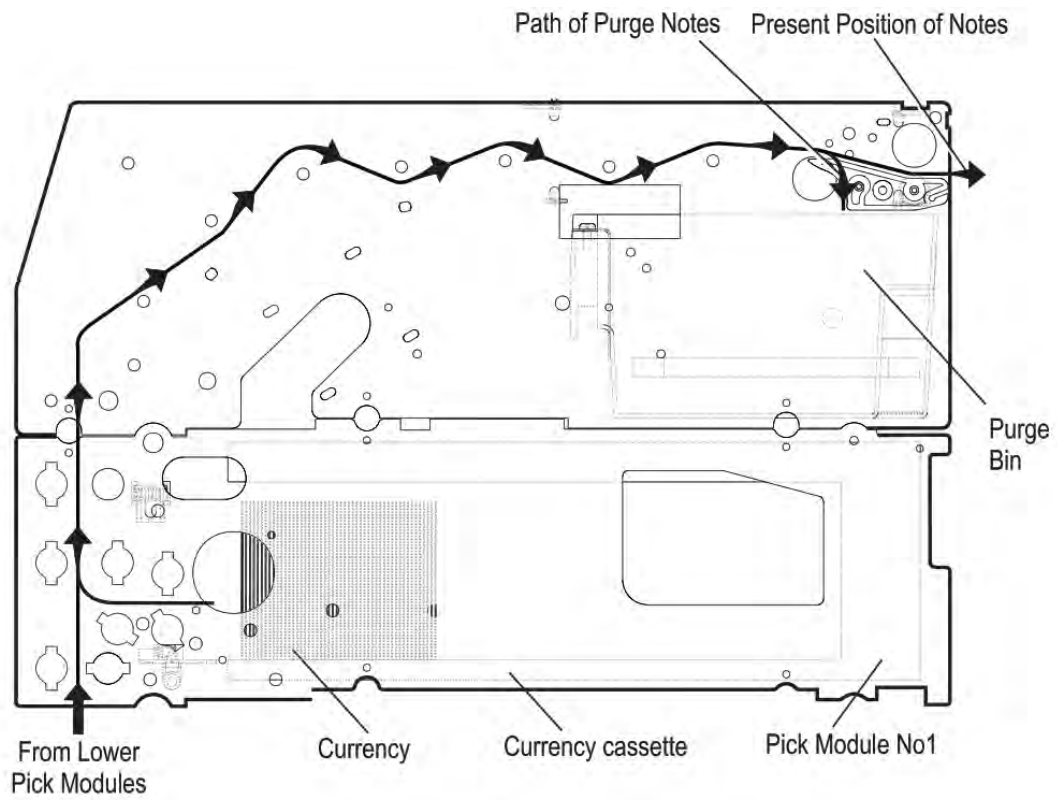 Path of Purge Notes
Present Position of Notes
Purge
Bin
From Lower
Pick Modules
Currency
Currency cassette
Pick Module No1